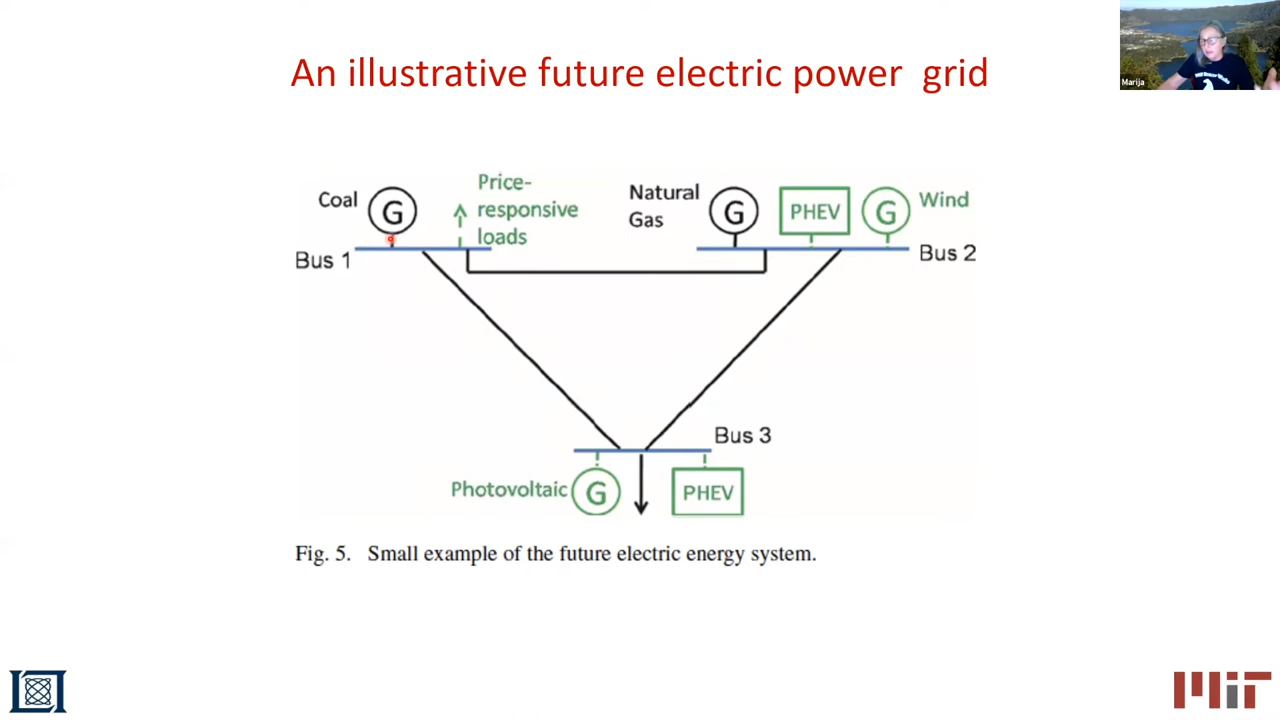 An illustrative future electric power grid
Marija
Coal
G
Price-
responsive
loads
Natural
Gas
G
PHEV
G
Wind
Bus 1
Bus 2
Bus 3
Photovoltaic
G
PHEV
Fig. 5. Small example of the future electric energy system.
MIT